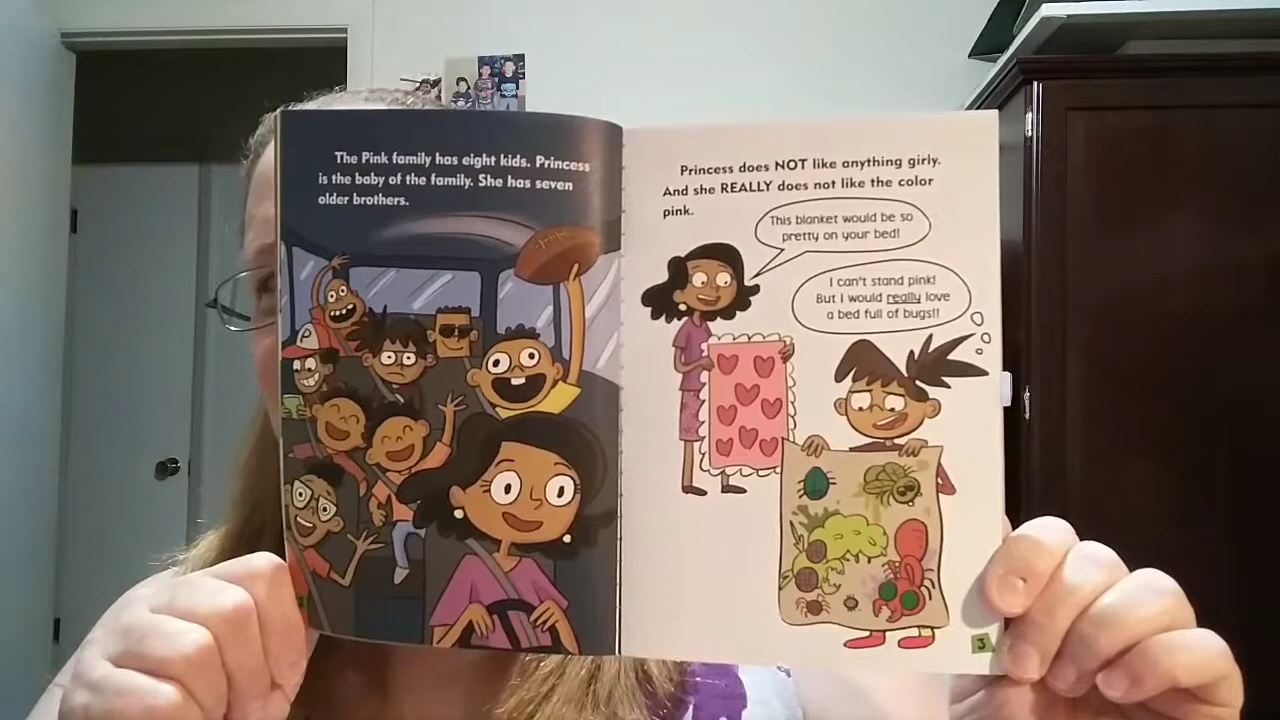 The Pink family has eight kids. Princess
is the baby of the family. She has seven
older brothers.
P
Princess does NOT like anything girly.
And she REALLY does not like the color
pink.
This blanket would be so
pretty on your bed!
I can't stand pink!
But I would really love
a bed full of bugs!!
3